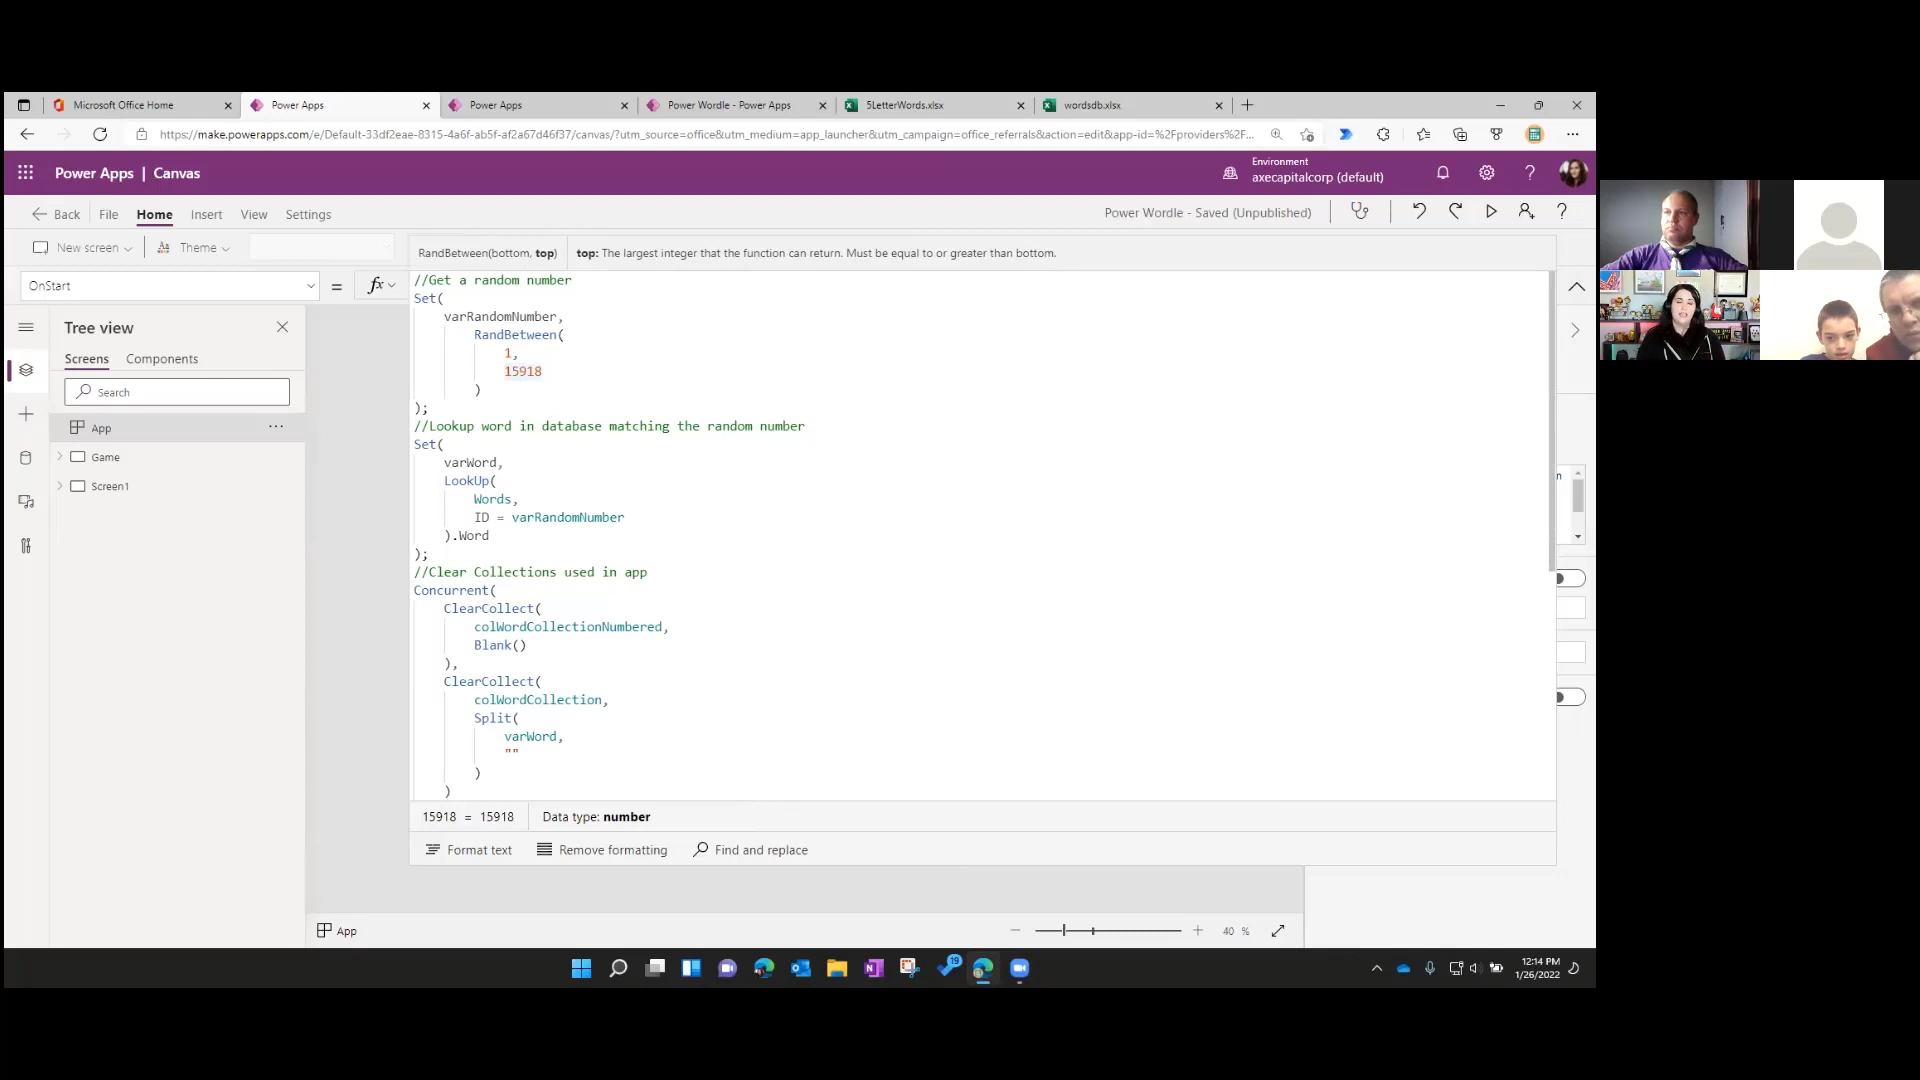 Microsoft Office Home
Power Apps
Power Apps
Power Wordle - Power Apps
5LetterWords.xlsx
wordsdb.xlsx
https://make.powerapps.com/e/Default-33df2eae-8315-4a6f-ab5f-af2a67d46f37/canvas/?utm_source=office&utm_medium=app_launcher&utm_campaign=office_referrals&action=edit&app-id=%2Fproviders%2F...
Power Apps | Canvas
Environment
axecapitalcorp (default)
Back File Home Insert View Settings
Power Wordle - Saved (Unpublished)
New screen Theme
RandBetween(bottom, top) top: The largest integer that the function can return. Must be equal to or greater than bottom.
OnStart = fx
Tree view
Screens Components
Search
App
Game
Screen1
//Get a random number
Set(
varRandomNumber,
RandBetween(
1,
15918
)
);
//Lookup word in database matching the random number
Set(
varWord,
LookUp(
Words,
ID = varRandomNumber
).Word
);
//Clear Collections used in app
Concurrent(
ClearCollect(
colWordCollectionNumbered,
Blank()
),
ClearCollect(
colWordCollection,
Split(
varWord,
""
)
)
15918 = 15918 Data type: number
Format text Remove formatting Find and replace
App
40 %
19
12:14 PM
1/26/2022